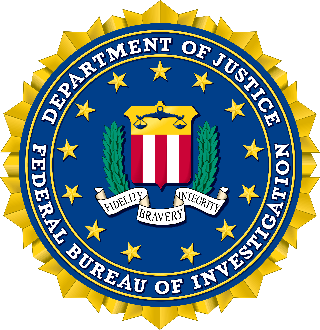 DEPARTMENT OF JUSTICE
FIDELITY
BRAVERY
INTEGRITY
FEDERAL BUREAU OF INVESTIGATION